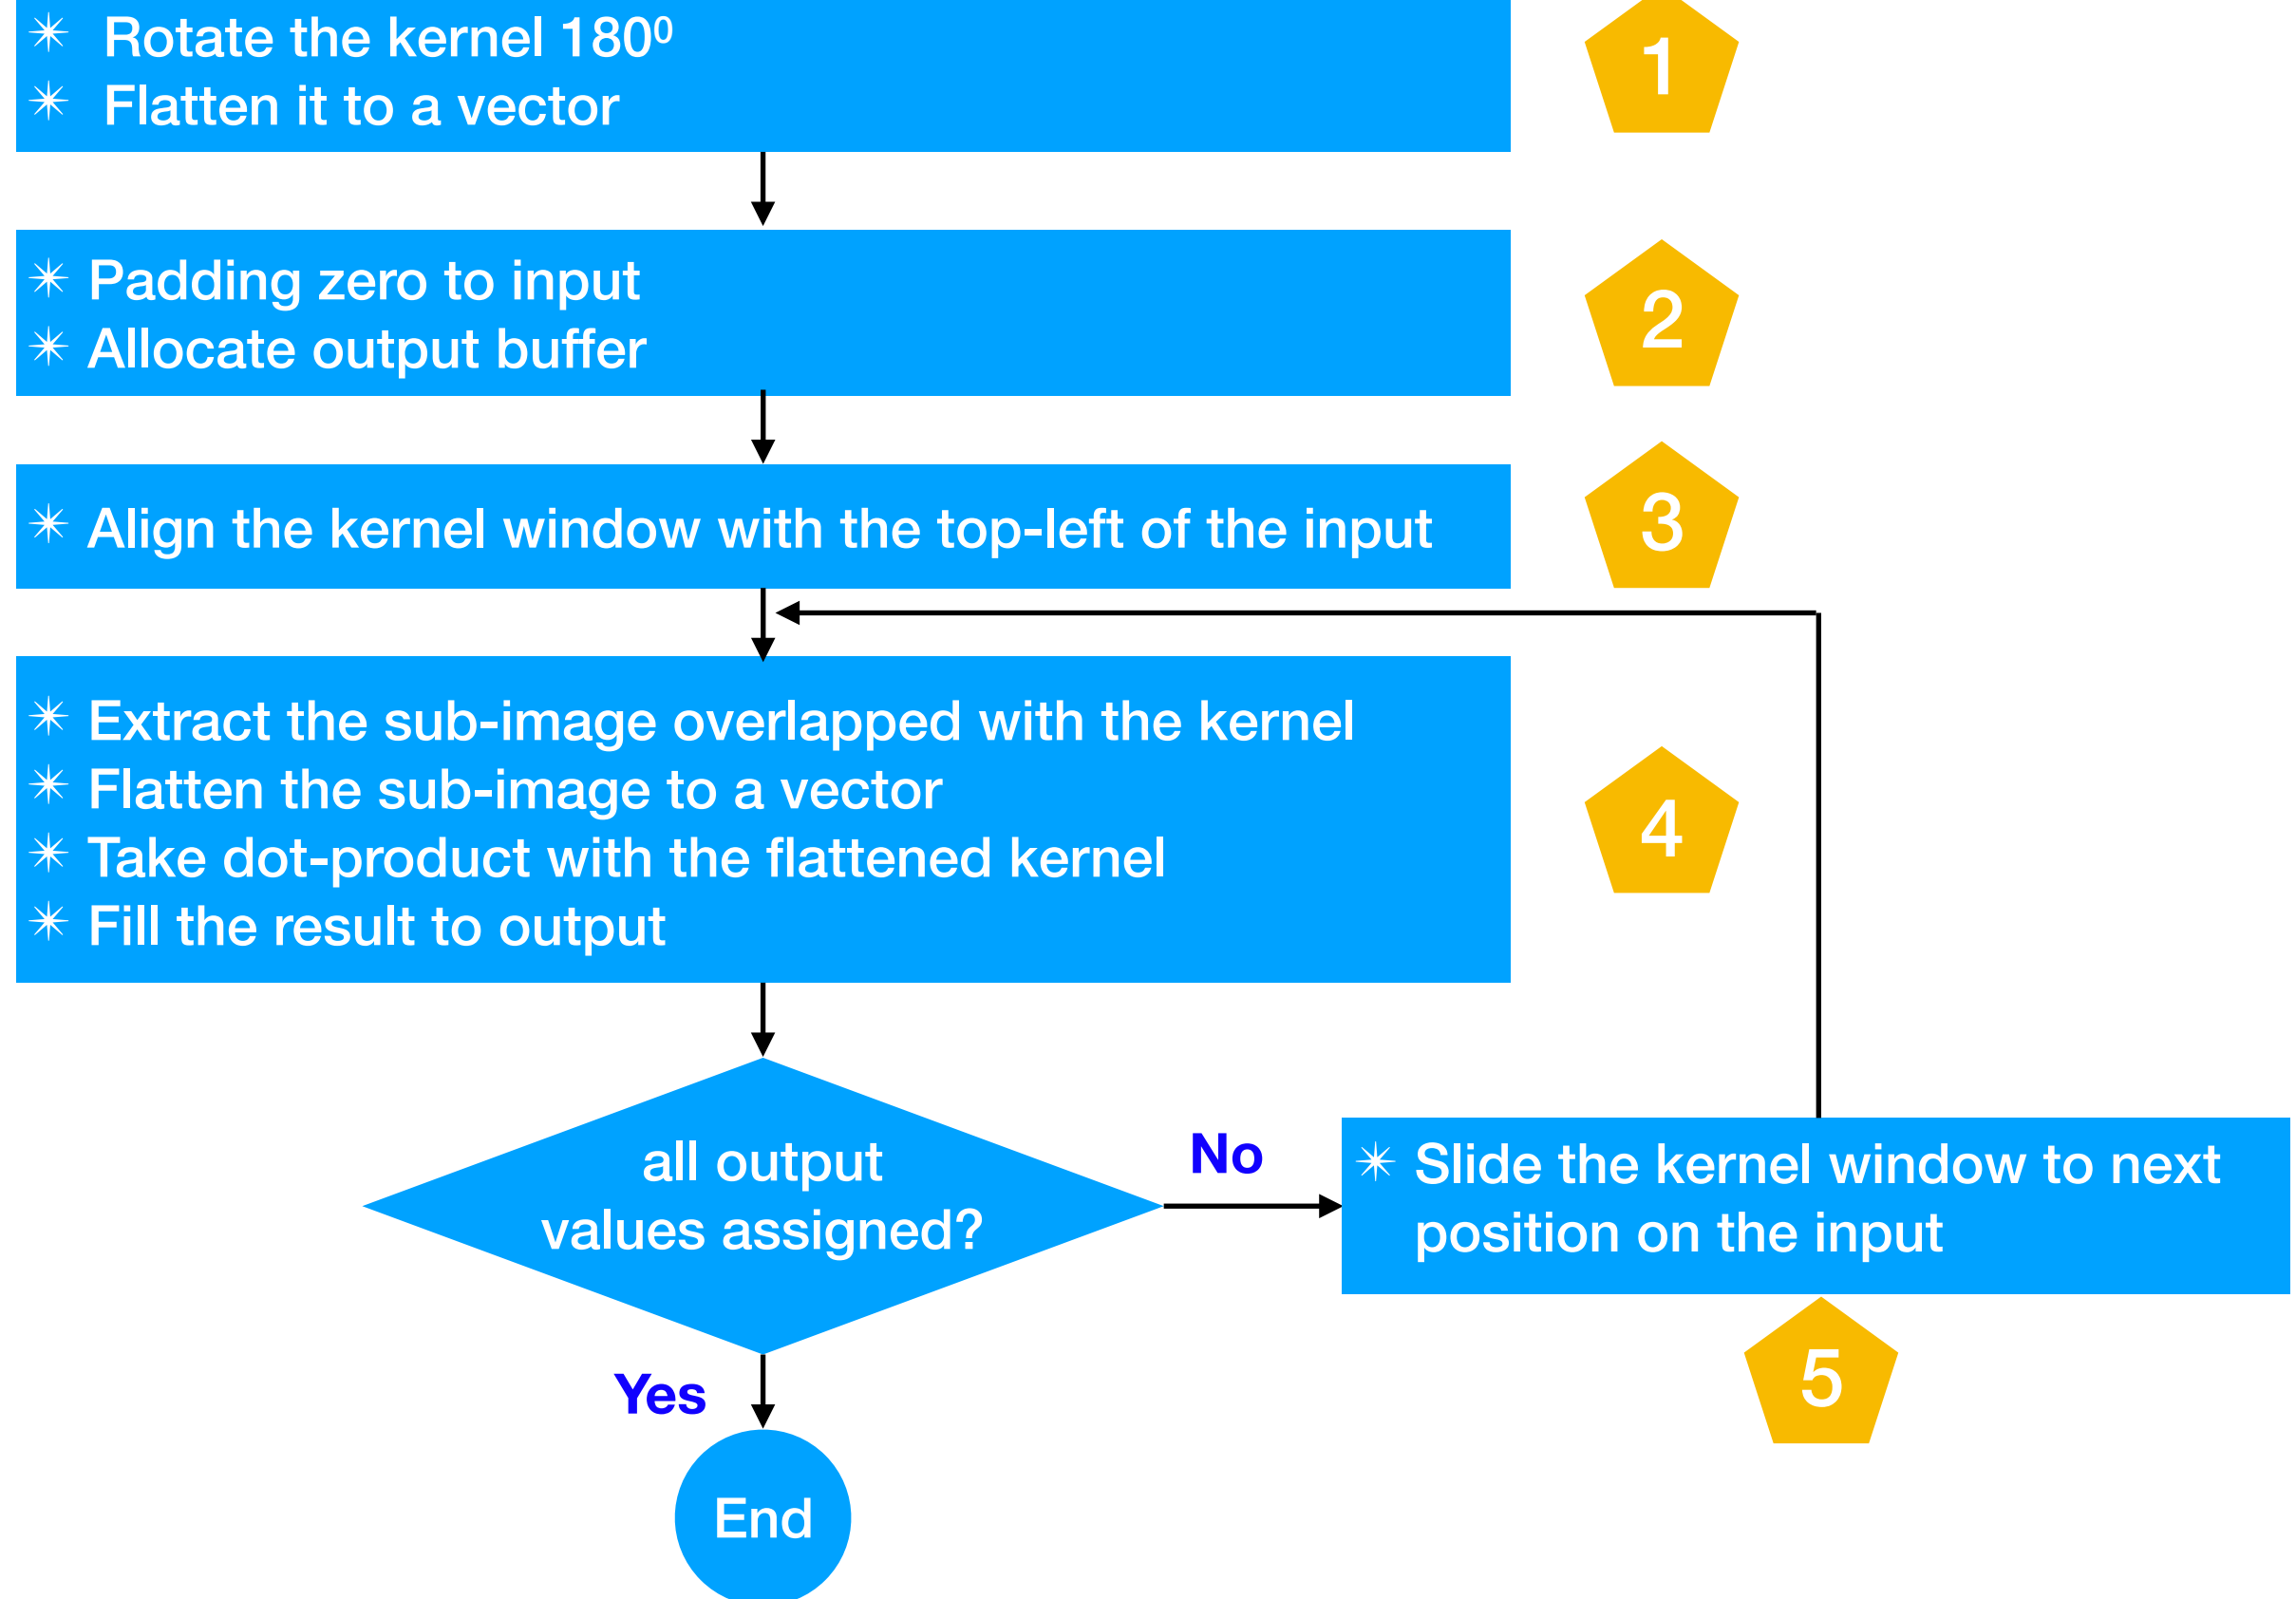 ✴ Rotate the kernel 180⁰
✴ Flatten it to a vector
1
✴ Padding zero to input
✴ Allocate output buffer
2
✴ Align the kernel window with the top-left of the input
3
✴ Extract the sub-image overlapped with the kernel
✴ Flatten the sub-image to a vector
✴ Take dot-product with the flattened kernel
✴ Fill the result to output
4
all output
values assigned?
No
✴ Slide the kernel window to next
position on the input
5
Yes
End